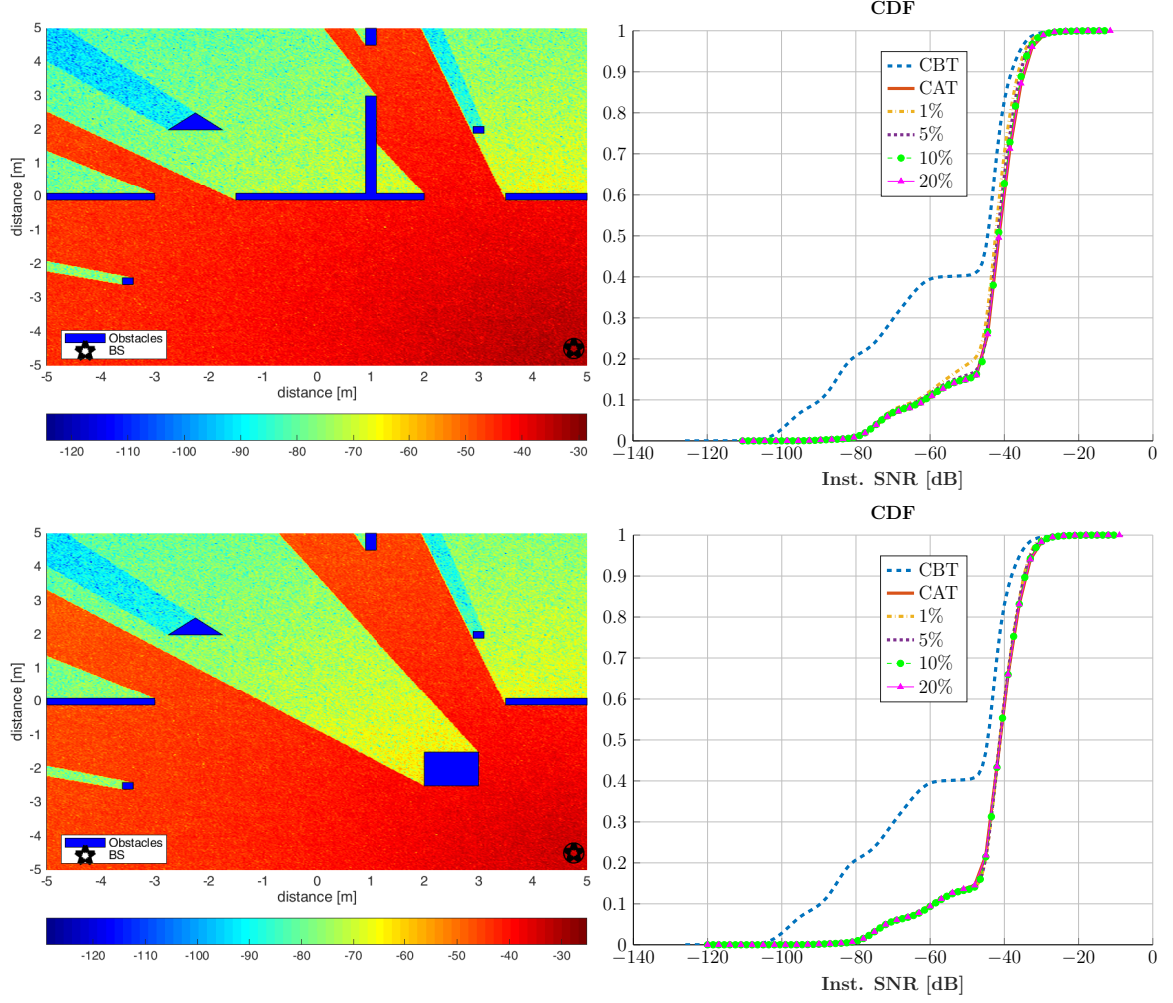 CDF
5
4
3
2
1
0
-1
-2
-3
-4
-5
distance [m]
Obstacles
BS
-5 -4 -3 -2 -1 0 1 2 3 4 5
distance [m]
-120 -110 -100 -90 -80 -70 -60 -50 -40 -30
1
0.9
0.8
0.7
0.6
0.5
0.4
0.3
0.2
0.1
0
CBT
CAT
1%
5%
10%
20%
−140 −120 −100 −80 −60 −40 −20 0
Inst. SNR [dB]
CDF
5
4
3
2
1
0
-1
-2
-3
-4
-5
distance [m]
Obstacles
BS
-5 -4 -3 -2 -1 0 1 2 3 4 5
distance [m]
-120 -110 -100 -90 -80 -70 -60 -50 -40 -30
1
0.9
0.8
0.7
0.6
0.5
0.4
0.3
0.2
0.1
0
CBT
CAT
1%
5%
10%
20%
−140 −120 −100 −80 −60 −40 −20 0
Inst. SNR [dB]